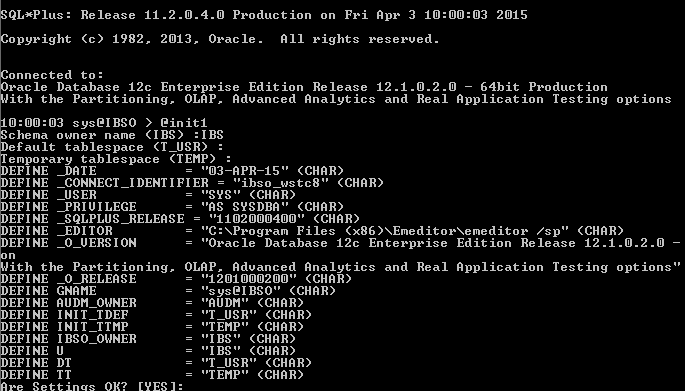 SQL*Plus: Release 11.2.0.4.0 Production on Fri Apr 3 10:00:03 2015
Copyright (c) 1982, 2013, Oracle.  All rights reserved.
Connected to:
Oracle Database 12c Enterprise Edition Release 12.1.0.2.0 - 64bit Production
With the Partitioning, OLAP, Advanced Analytics and Real Application Testing options
10:00:03 sys@IBSO > @init1
Schema owner name (IBS) :IBS
Default tablespace (T_USR) :
Temporary tablespace (TEMP) :
DEFINE _DATE           = "03-APR-15" (CHAR)
DEFINE _CONNECT_IDENTIFIER = "ibso_wstc8" (CHAR)
DEFINE _USER           = "SYS" (CHAR)
DEFINE _PRIVILEGE      = "AS SYSDBA" (CHAR)
DEFINE _SQLPLUS_RELEASE = "1102000400" (CHAR)
DEFINE _EDITOR         = "C:\Program Files (x86)\Emeditor\emeditor /sp" (CHAR)
DEFINE _O_VERSION      = "Oracle Database 12c Enterprise Edition Release 12.1.0.2.0 -
on
With the Partitioning, OLAP, Advanced Analytics and Real Application Testing options"
DEFINE _O_RELEASE      = "1201000200" (CHAR)
DEFINE GNAME           = "sys@IBSO" (CHAR)
DEFINE AUDM_OWNER      = "AUDM" (CHAR)
DEFINE INIT_TDEF       = "T_USR" (CHAR)
DEFINE INIT_TTMP       = "TEMP" (CHAR)
DEFINE IBSO_OWNER      = "IBS" (CHAR)
DEFINE U               = "IBS" (CHAR)
DEFINE DT              = "T_USR" (CHAR)
DEFINE TT              = "TEMP" (CHAR)
Are Settings OK? [YES]: